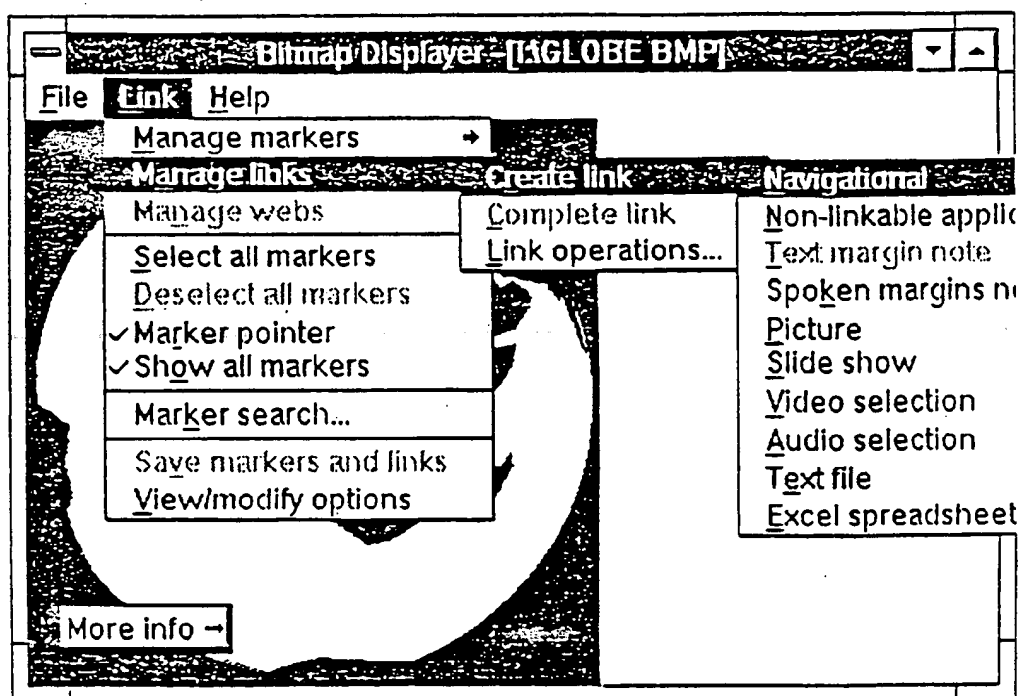 Bitmap Displayer-[I:\GLOBE BMP]
File Link Help
Manage markers →
Manage links Create link Navigational
Manage webs Complete link Non-linkable applic
Select all markers Link operations... Text margin note
Deselect all markers Spoken margins n
✓ Marker pointer Picture
✓ Show all markers Slide show
Marker search... Video selection
Save markers and links Audio selection
View/modify options Text file
Excel spreadsheet
More info →